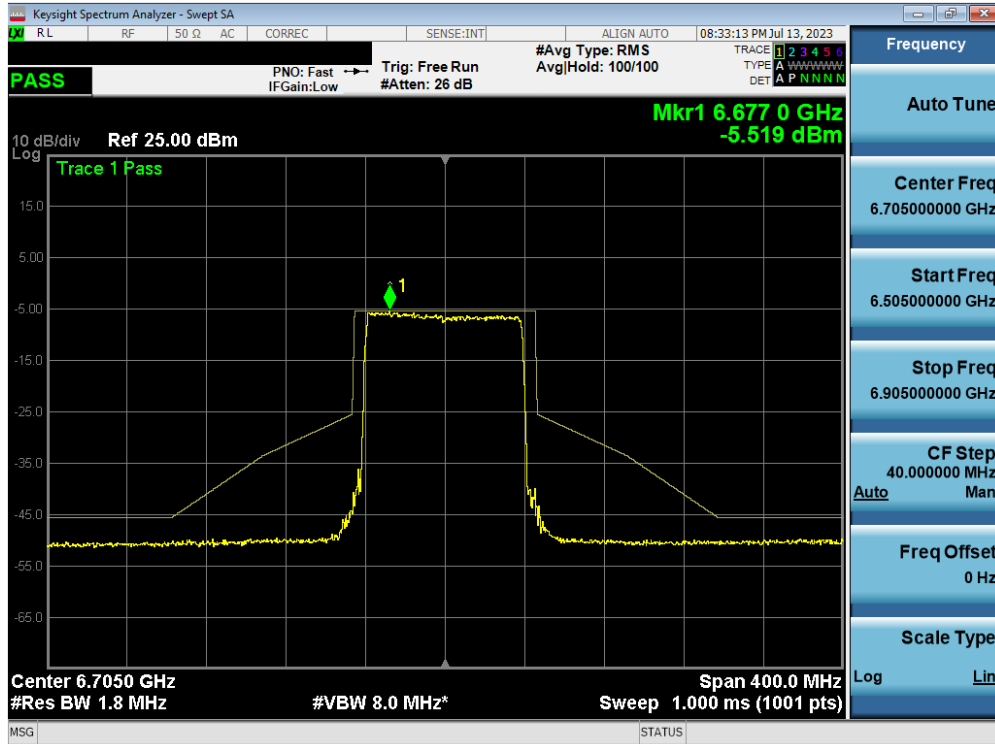 Keysight Spectrum Analyzer - Swept SA
LXI RL RF 50 Ω AC CORREC SENSE:INT ALIGN AUTO 08:33:13 PM Jul 13, 2023
PASS
PNO: Fast
IFGain:Low
Trig: Free Run
#Atten: 26 dB
#Avg Type: RMS
Avg|Hold: 100/100
TRACE 1 2 3 4 5 6
TYPE A WWWWW
DET A P N N N N
Mkr1 6.677 0 GHz
-5.519 dBm
10 dB/div Ref 25.00 dBm
Log
Trace 1 Pass
15.0
5.00
-5.00
-15.0
-25.0
-35.0
-45.0
-55.0
-65.0
1
Center 6.7050 GHz
Span 400.0 MHz
#Res BW 1.8 MHz
#VBW 8.0 MHz*
Sweep 1.000 ms (1001 pts)
MSG
STATUS
Frequency
Auto Tune
Center Freq
6.705000000 GHz
Start Freq
6.505000000 GHz
Stop Freq
6.905000000 GHz
CF Step
40.000000 MHz
Auto Man
Freq Offset
0 Hz
Scale Type
Log Lin